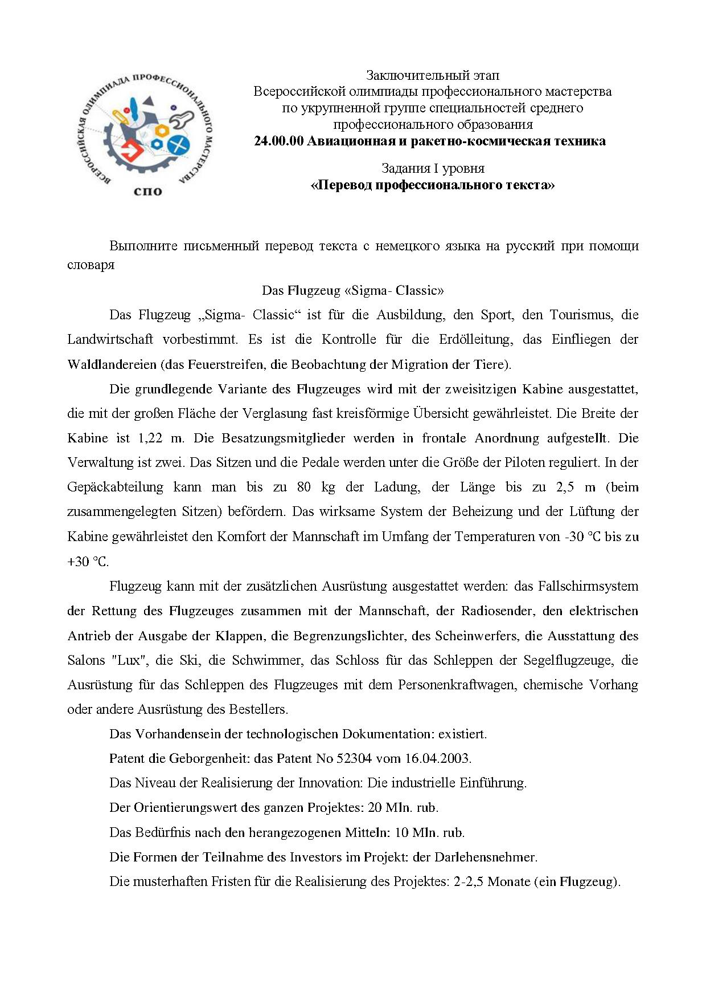 ВСЕРОССИЙСКАЯ ОЛИМПИАДА ПРОФЕССИОНАЛЬНОГО МАСТЕРСТВА
СПО
Заключительный этап
Всероссийской олимпиады профессионального мастерства
по укрупненной группе специальностей среднего
профессионального образования
24.00.00 Авиационная и ракетно-космическая техника
Задания I уровня
«Перевод профессионального текста»
Выполните письменный перевод текста с немецкого языка на русский при помощи
словаря
Das Flugzeug «Sigma- Classic»
Das Flugzeug „Sigma- Classic“ ist für die Ausbildung, den Sport, den Tourismus, die
Landwirtschaft vorbestimmt. Es ist die Kontrolle für die Erdölleitung, das Einfliegen der
Waldlandereien (das Feuerstreifen, die Beobachtung der Migration der Tiere).
Die grundlegende Variante des Flugzeuges wird mit der zweisitzigen Kabine ausgestattet,
die mit der großen Fläche der Verglasung fast kreisförmige Übersicht gewährleistet. Die Breite der
Kabine ist 1,22 m. Die Besatzungsmitglieder werden in frontale Anordnung aufgestellt. Die
Verwaltung ist zwei. Das Sitzen und die Pedale werden unter die Größe der Piloten reguliert. In der
Gepäckabteilung kann man bis zu 80 kg der Ladung, der Länge bis zu 2,5 m (beim
zusammengelegten Sitzen) befördern. Das wirksame System der Beheizung und der Lüftung der
Kabine gewährleistet den Komfort der Mannschaft im Umfang der Temperaturen von -30 ℃ bis zu
+30 ℃.
Flugzeug kann mit der zusätzlichen Ausrüstung ausgestattet werden: das Fallschirmsystem
der Rettung des Flugzeuges zusammen mit der Mannschaft, der Radiosender, den elektrischen
Antrieb der Ausgabe der Klappen, die Begrenzungslichter, des Scheinwerfers, die Ausstattung des
Salons "Lux", die Ski, die Schwimmer, das Schloss für das Schleppen der Segelflugzeuge, die
Ausrüstung für das Schleppen des Flugzeuges mit dem Personenkraftwagen, chemische Vorhang
oder andere Ausrüstung des Bestellers.
Das Vorhandensein der technologischen Dokumentation: existiert.
Patent die Geborgenheit: das Patent No 52304 vom 16.04.2003.
Das Niveau der Realisierung der Innovation: Die industrielle Einführung.
Der Orientierungswert des ganzen Projektes: 20 Mln. rub.
Das Bedürfnis nach den herangezogenen Mitteln: 10 Mln. rub.
Die Formen der Teilnahme des Investors im Projekt: der Darlehensnehmer.
Die musterhaften Fristen für die Realisierung des Projektes: 2-2,5 Monate (ein Flugzeug).